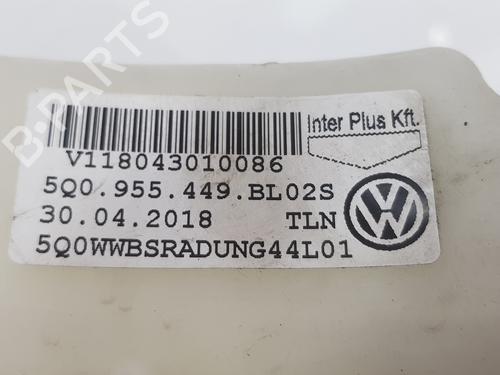 B-PARTS
Inter Plus Kft.
V118043010086
5Q0.955.449.BL02S
30.04.2018 TLN
5Q0WWBSRADUNG44L01